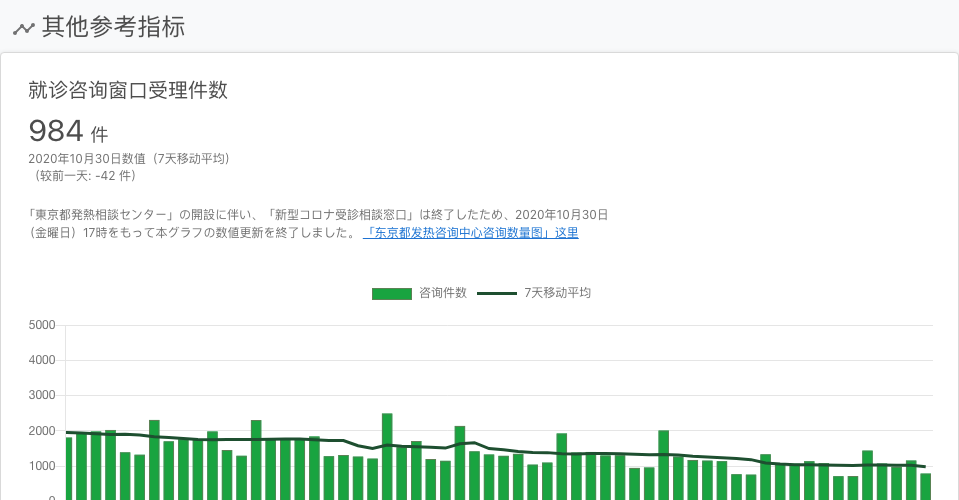 其他参考指标
就诊咨询窗口受理件数
984 件
2020年10月30日数值（7天移动平均）
（较前一天: -42 件）
「東京都発熱相談センター」の開設に伴い、「新型コロナ受診相談窓口」は終了したため、2020年10月30日
（金曜日）17時をもって本グラフの数値更新を終了しました。 「东京都发热咨询中心咨询数量图」这里
咨询件数 7天移动平均
5000
4000
3000
2000
1000
0